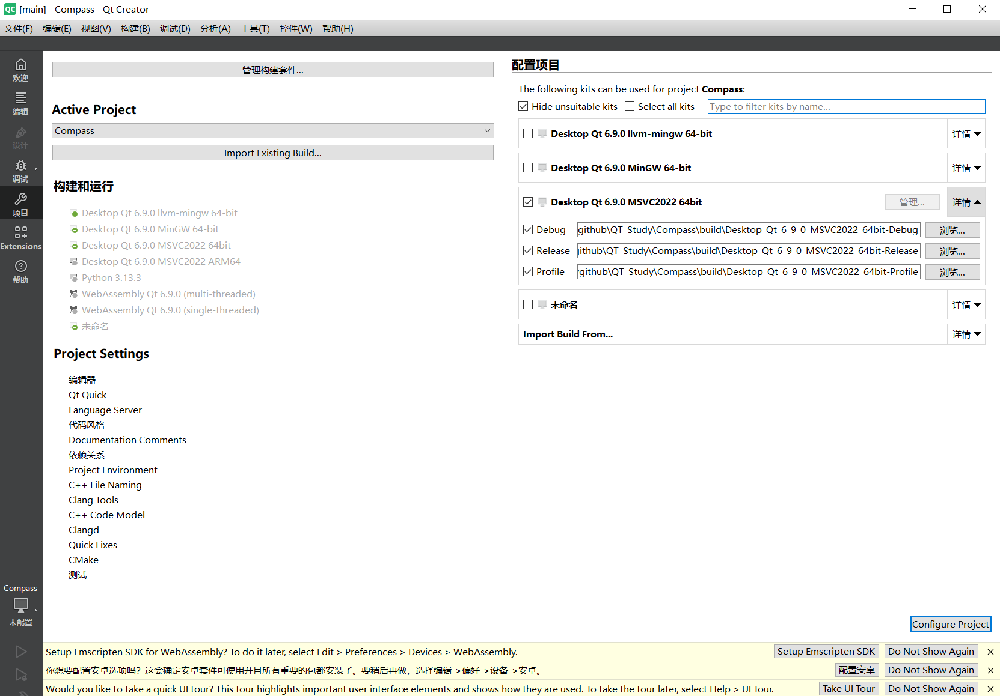 QC [main] - Compass - Qt Creator
文件(F) 编辑(E) 视图(V) 构建(B) 调试(D) 分析(A) 工具(T) 控件(W) 帮助(H)
欢迎
编辑
设计
调试
项目
Extensions
帮助
Compass
未配置
管理构建套件...
Active Project
Compass
Import Existing Build...
构建和运行
Desktop Qt 6.9.0 llvm-mingw 64-bit
Desktop Qt 6.9.0 MinGW 64-bit
Desktop Qt 6.9.0 MSVC2022 64bit
Desktop Qt 6.9.0 MSVC2022 ARM64
Python 3.13.3
WebAssembly Qt 6.9.0 (multi-threaded)
WebAssembly Qt 6.9.0 (single-threaded)
未命名
Project Settings
编辑器
Qt Quick
Language Server
代码风格
Documentation Comments
依赖关系
Project Environment
C++ File Naming
Clang Tools
C++ Code Model
Clangd
Quick Fixes
CMake
测试
配置项目
The following kits can be used for project Compass:
Hide unsuitable kits Select all kits Type to filter kits by name...
Desktop Qt 6.9.0 llvm-mingw 64-bit 详情
Desktop Qt 6.9.0 MinGW 64-bit 详情
Desktop Qt 6.9.0 MSVC2022 64bit 管理... 详情
Debug github\QT_Study\Compass\build\Desktop_Qt_6_9_0_MSVC2022_64bit-Debug 浏览...
Release github\QT_Study\Compass\build\Desktop_Qt_6_9_0_MSVC2022_64bit-Release 浏览...
Profile github\QT_Study\Compass\build\Desktop_Qt_6_9_0_MSVC2022_64bit-Profile 浏览...
未命名 详情
Import Build From... 详情
Configure Project
Setup Emscripten SDK for WebAssembly? To do it later, select Edit > Preferences > Devices > WebAssembly. Setup Emscripten SDK Do Not Show Again
你想要配置安卓选项吗？这会确定安卓套件可使用并且所有重要的包都安装了。要稍后再做，选择编辑->偏好->设备->安卓。 配置安卓 Do Not Show Again
Would you like to take a quick UI tour? This tour highlights important user interface elements and shows how they are used. To take the tour later, select Help > UI Tour. Take UI Tour Do Not Show Again